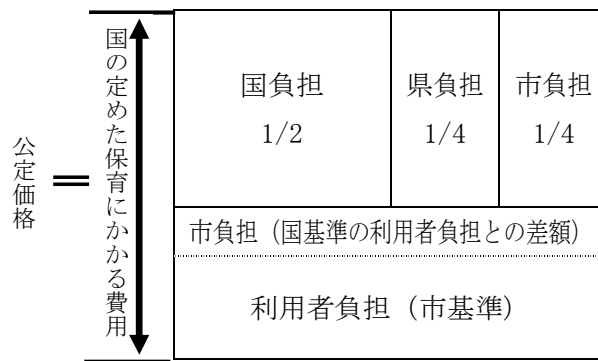 公定価格
＝
国の定めた保育にかかる費用
国負担
1/2
県負担
1/4
市負担
1/4
市負担（国基準の利用者負担との差額）
利用者負担（市基準）